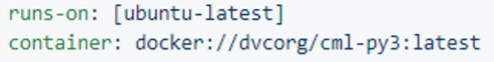 runs-on: [ubuntu-latest]
container: docker://dvcorg/cml-py3:latest